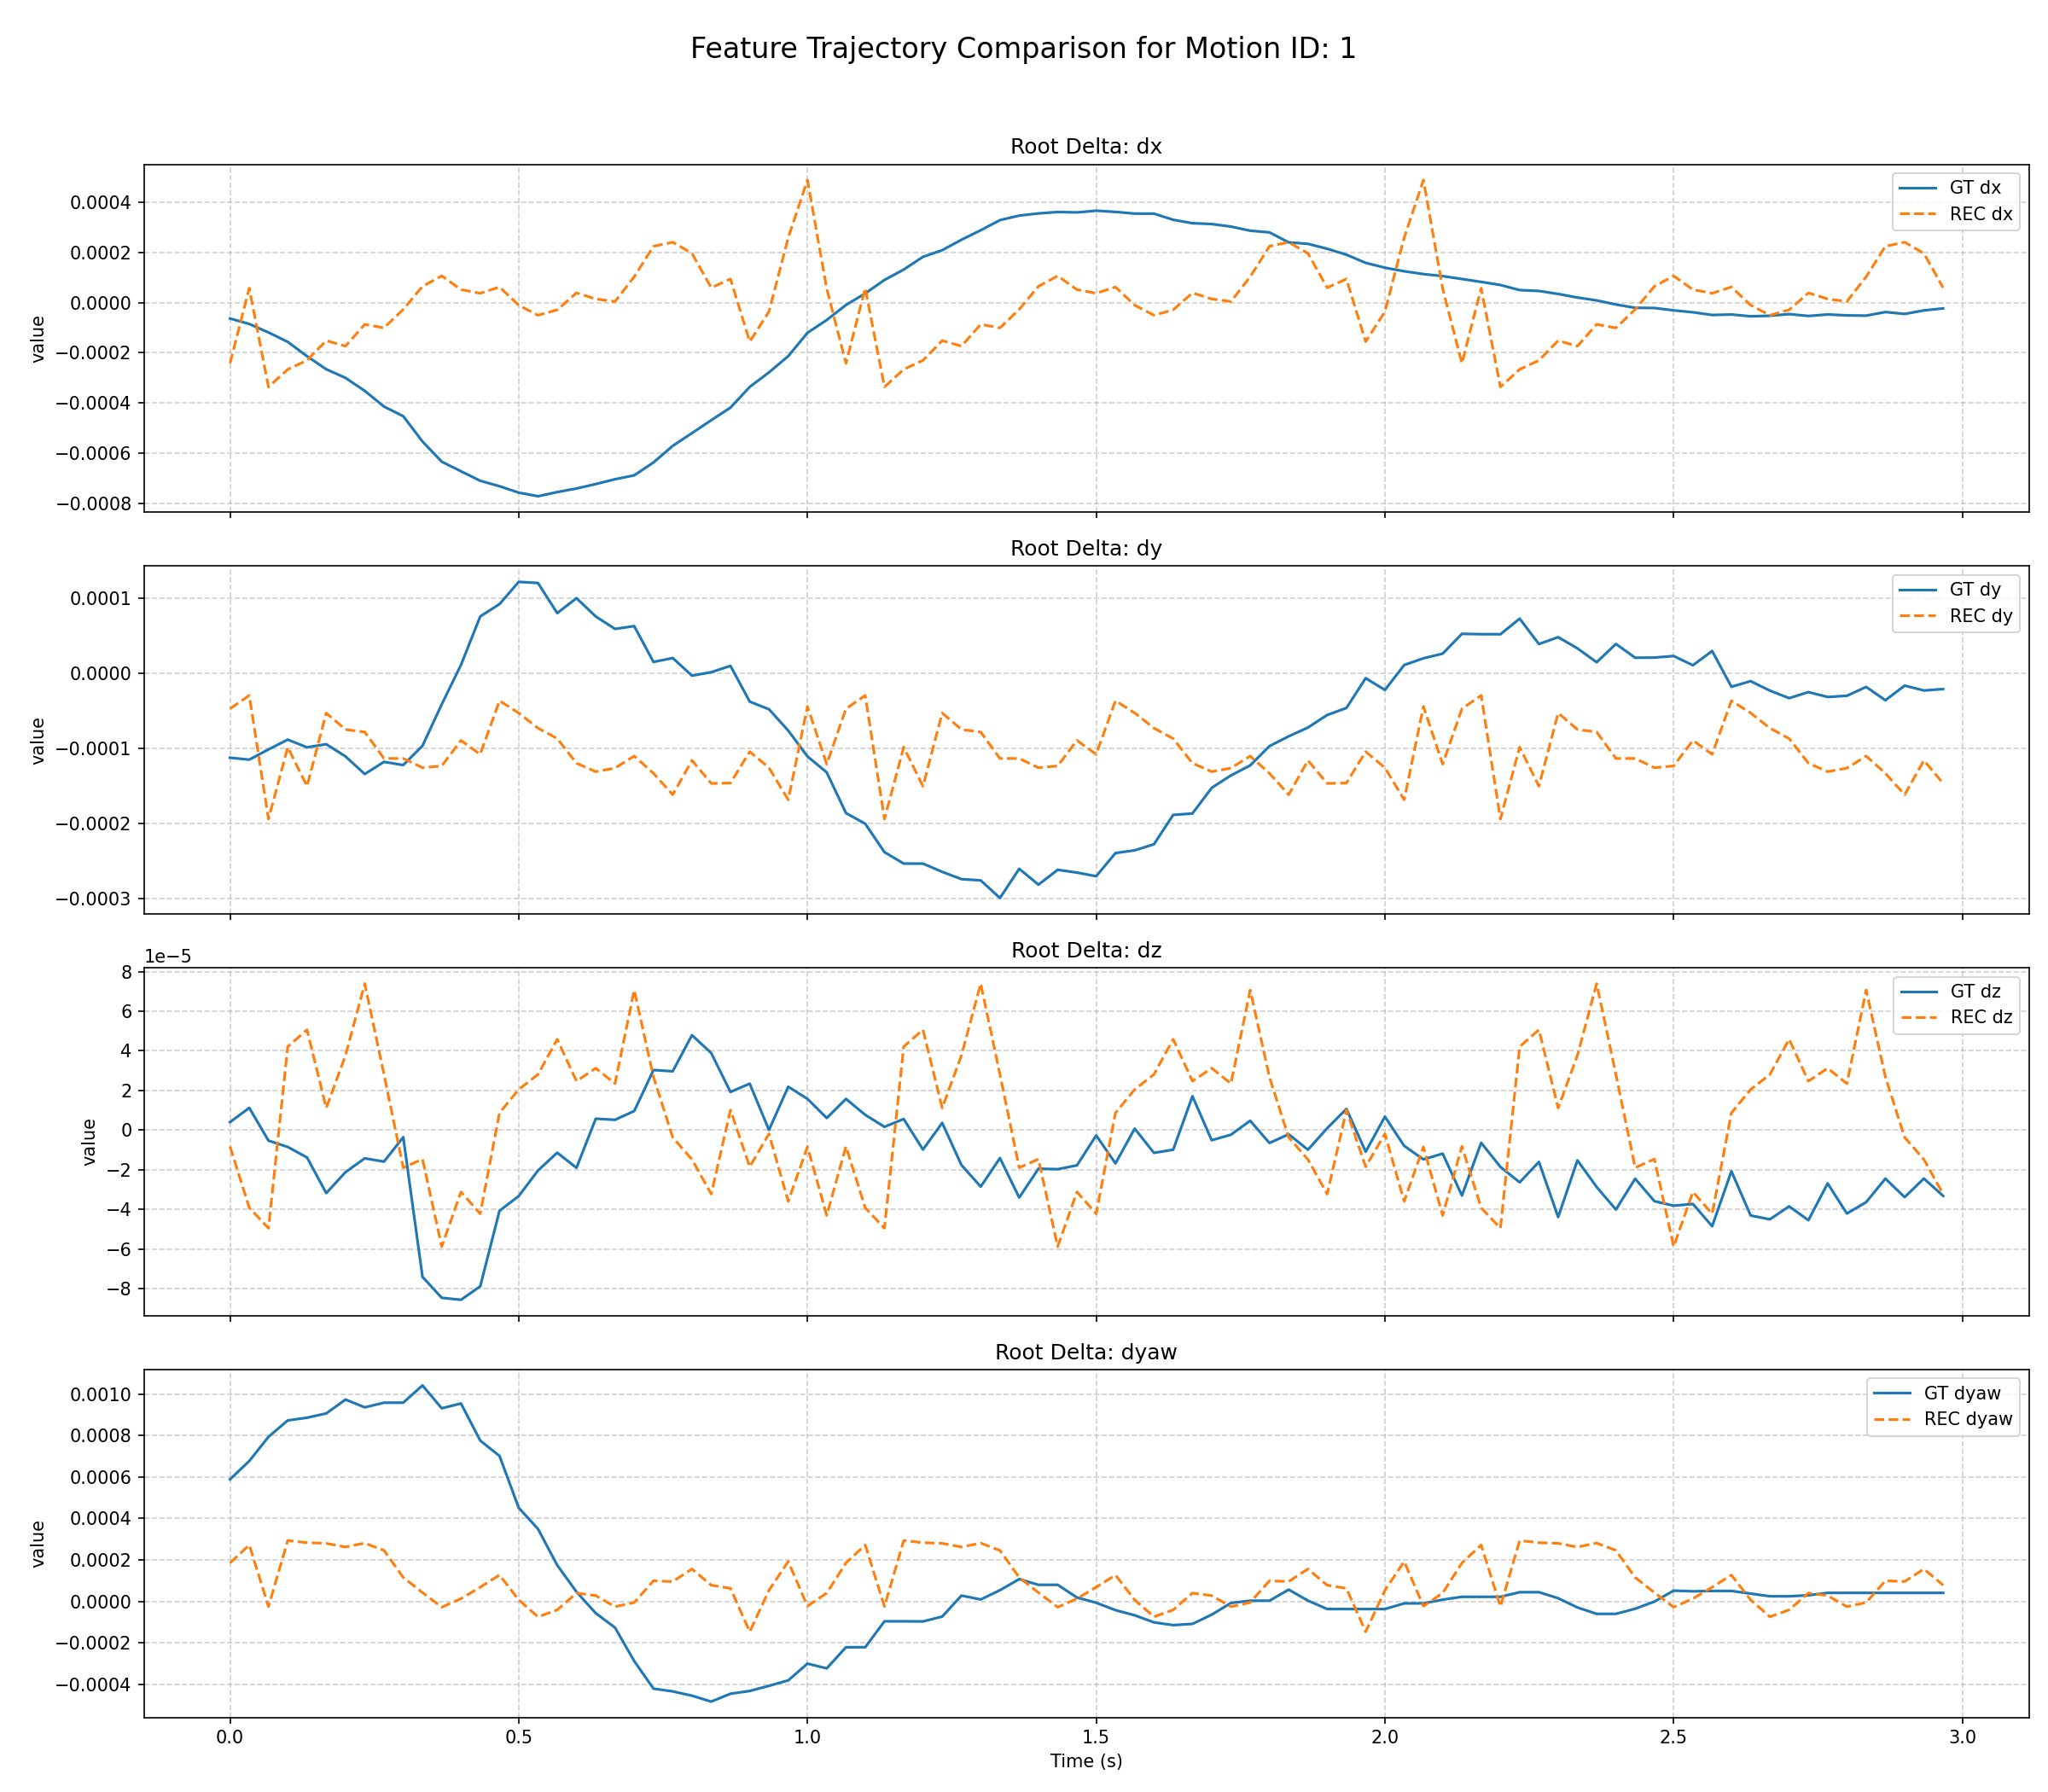 Feature Trajectory Comparison for Motion ID: 1
Root Delta: dx
GT dx
REC dx
0.0004
0.0002
0.0000
−0.0002
−0.0004
−0.0006
−0.0008
value
Root Delta: dy
GT dy
REC dy
0.0001
0.0000
−0.0001
−0.0002
−0.0003
value
Root Delta: dz
1e−5
GT dz
REC dz
8
6
4
2
0
−2
−4
−6
−8
value
Root Delta: dyaw
GT dyaw
REC dyaw
0.0010
0.0008
0.0006
0.0004
0.0002
0.0000
−0.0002
−0.0004
value
0.0 0.5 1.0 1.5 2.0 2.5 3.0
Time (s)